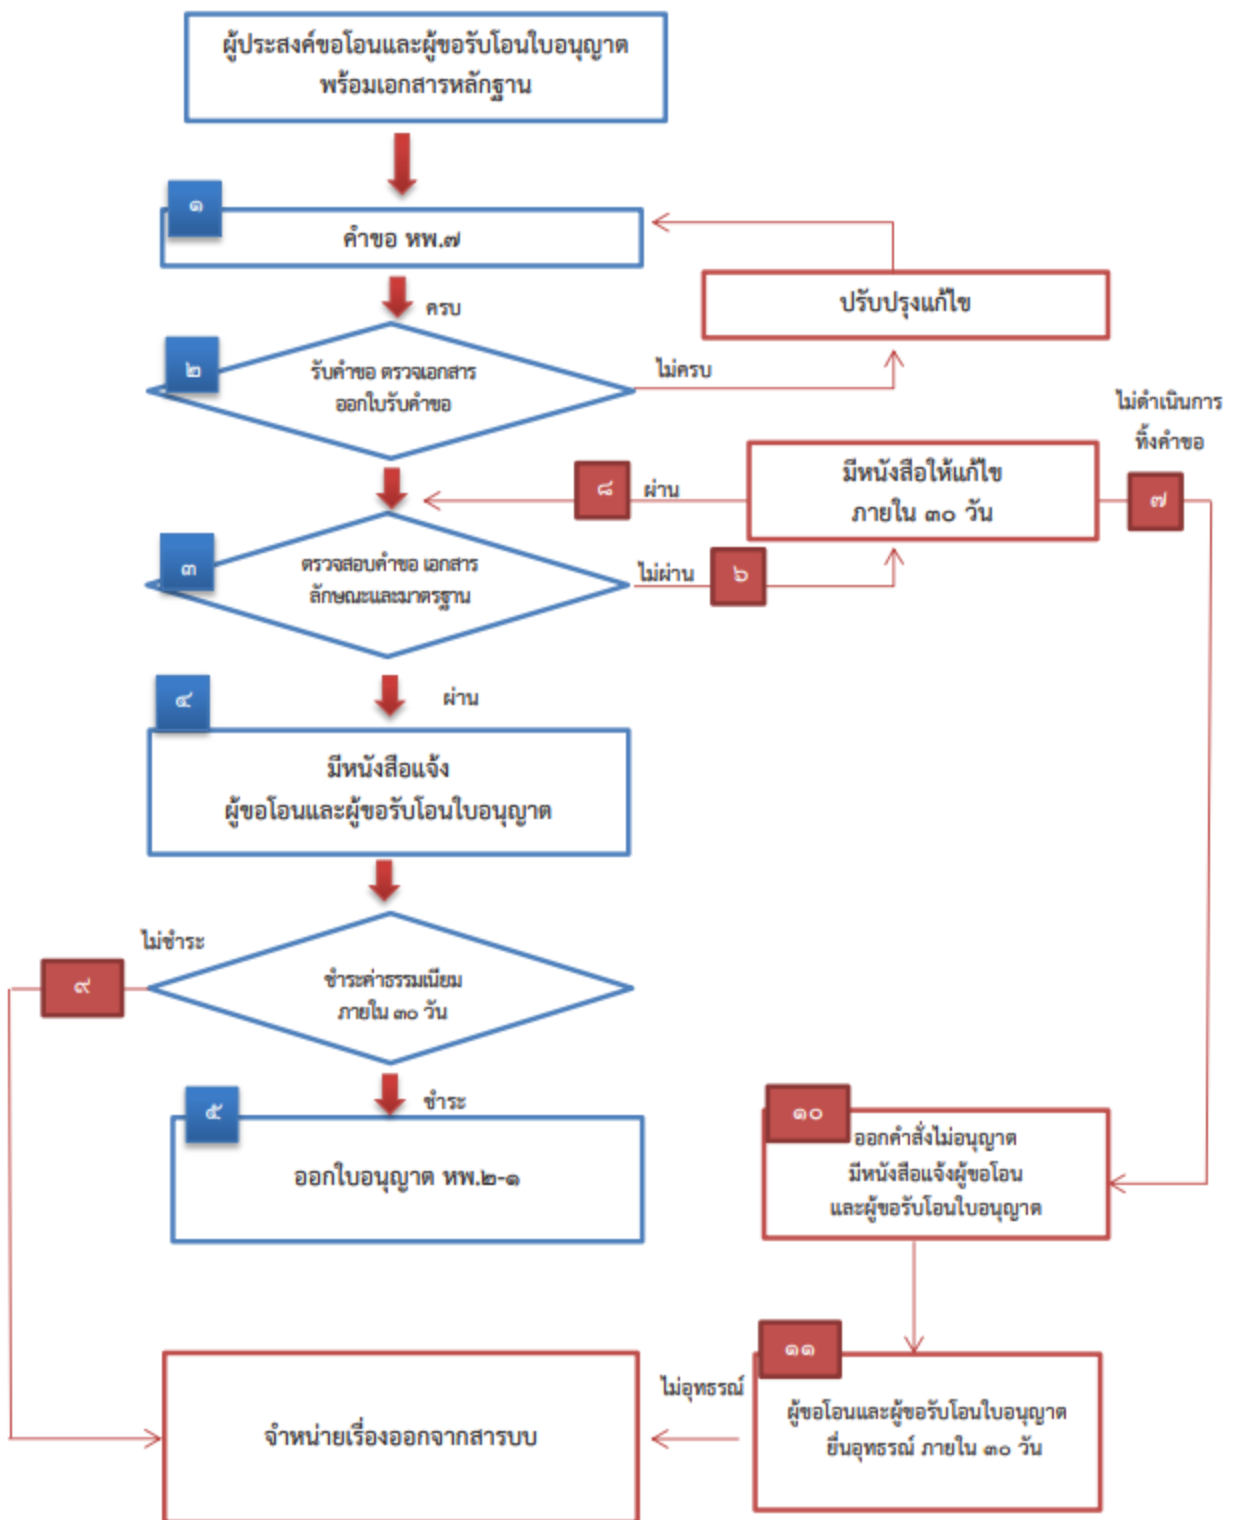 ผู้ประสงค์ขอโอนและผู้ขอรับโอนใบอนุญาต
พร้อมเอกสารหลักฐาน
๑
คำขอ หพ.๗
ปรับปรุงแก้ไข
ครบ
๒
รับคำขอ ตรวจเอกสาร
ออกใบรับคำขอ
ไม่ครบ
ไม่ดำเนินการ
ทิ้งคำขอ
มีหนังสือให้แก้ไข
ภายใน ๓๐ วัน
๗
๘
ผ่าน
๓
ตรวจสอบคำขอ เอกสาร
ลักษณะและมาตรฐาน
ไม่ผ่าน
๖
ผ่าน
๔
มีหนังสือแจ้ง
ผู้ขอโอนและผู้ขอรับโอนใบอนุญาต
ไม่ชำระ
๙
ชำระค่าธรรมเนียม
ภายใน ๓๐ วัน
ชำระ
๕
ออกใบอนุญาต หพ.๒-๑
๑๐
ออกคำสั่งไม่อนุญาต
มีหนังสือแจ้งผู้ขอโอน
และผู้ขอรับโอนใบอนุญาต
๑๑
ผู้ขอโอนและผู้ขอรับโอนใบอนุญาต
ยื่นอุทธรณ์ ภายใน ๓๐ วัน
ไม่อุทธรณ์
จำหน่ายเรื่องออกจากสารบบ